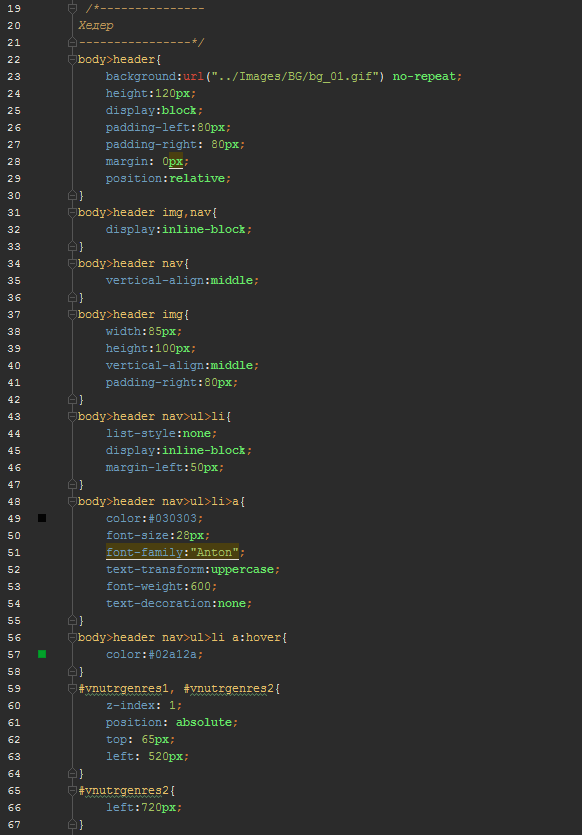 19 /*---------------
20 Хедер
21 ----------------*/
22 body>header{
23 background:url("../Images/BG/bg_01.gif") no-repeat;
24 height:120px;
25 display:block;
26 padding-left:80px;
27 padding-right: 80px;
28 margin: 0px;
29 position:relative;
30 }
31 body>header img,nav{
32 display:inline-block;
33 }
34 body>header nav{
35 vertical-align:middle;
36 }
37 body>header img{
38 width:85px;
39 height:100px;
40 vertical-align:middle;
41 padding-right:80px;
42 }
43 body>header nav>ul>li{
44 list-style:none;
45 display:inline-block;
46 margin-left:50px;
47 }
48 body>header nav>ul>li>a{
49 color:#030303;
50 font-size:28px;
51 font-family:"Anton";
52 text-transform:uppercase;
53 font-weight:600;
54 text-decoration:none;
55 }
56 body>header nav>ul>li a:hover{
57 color:#02a12a;
58 }
59 #vnutrgenres1, #vnutrgenres2{
60 z-index: 1;
61 position: absolute;
62 top: 65px;
63 left: 520px;
64 }
65 #vnutrgenres2{
66 left:720px;
67 }